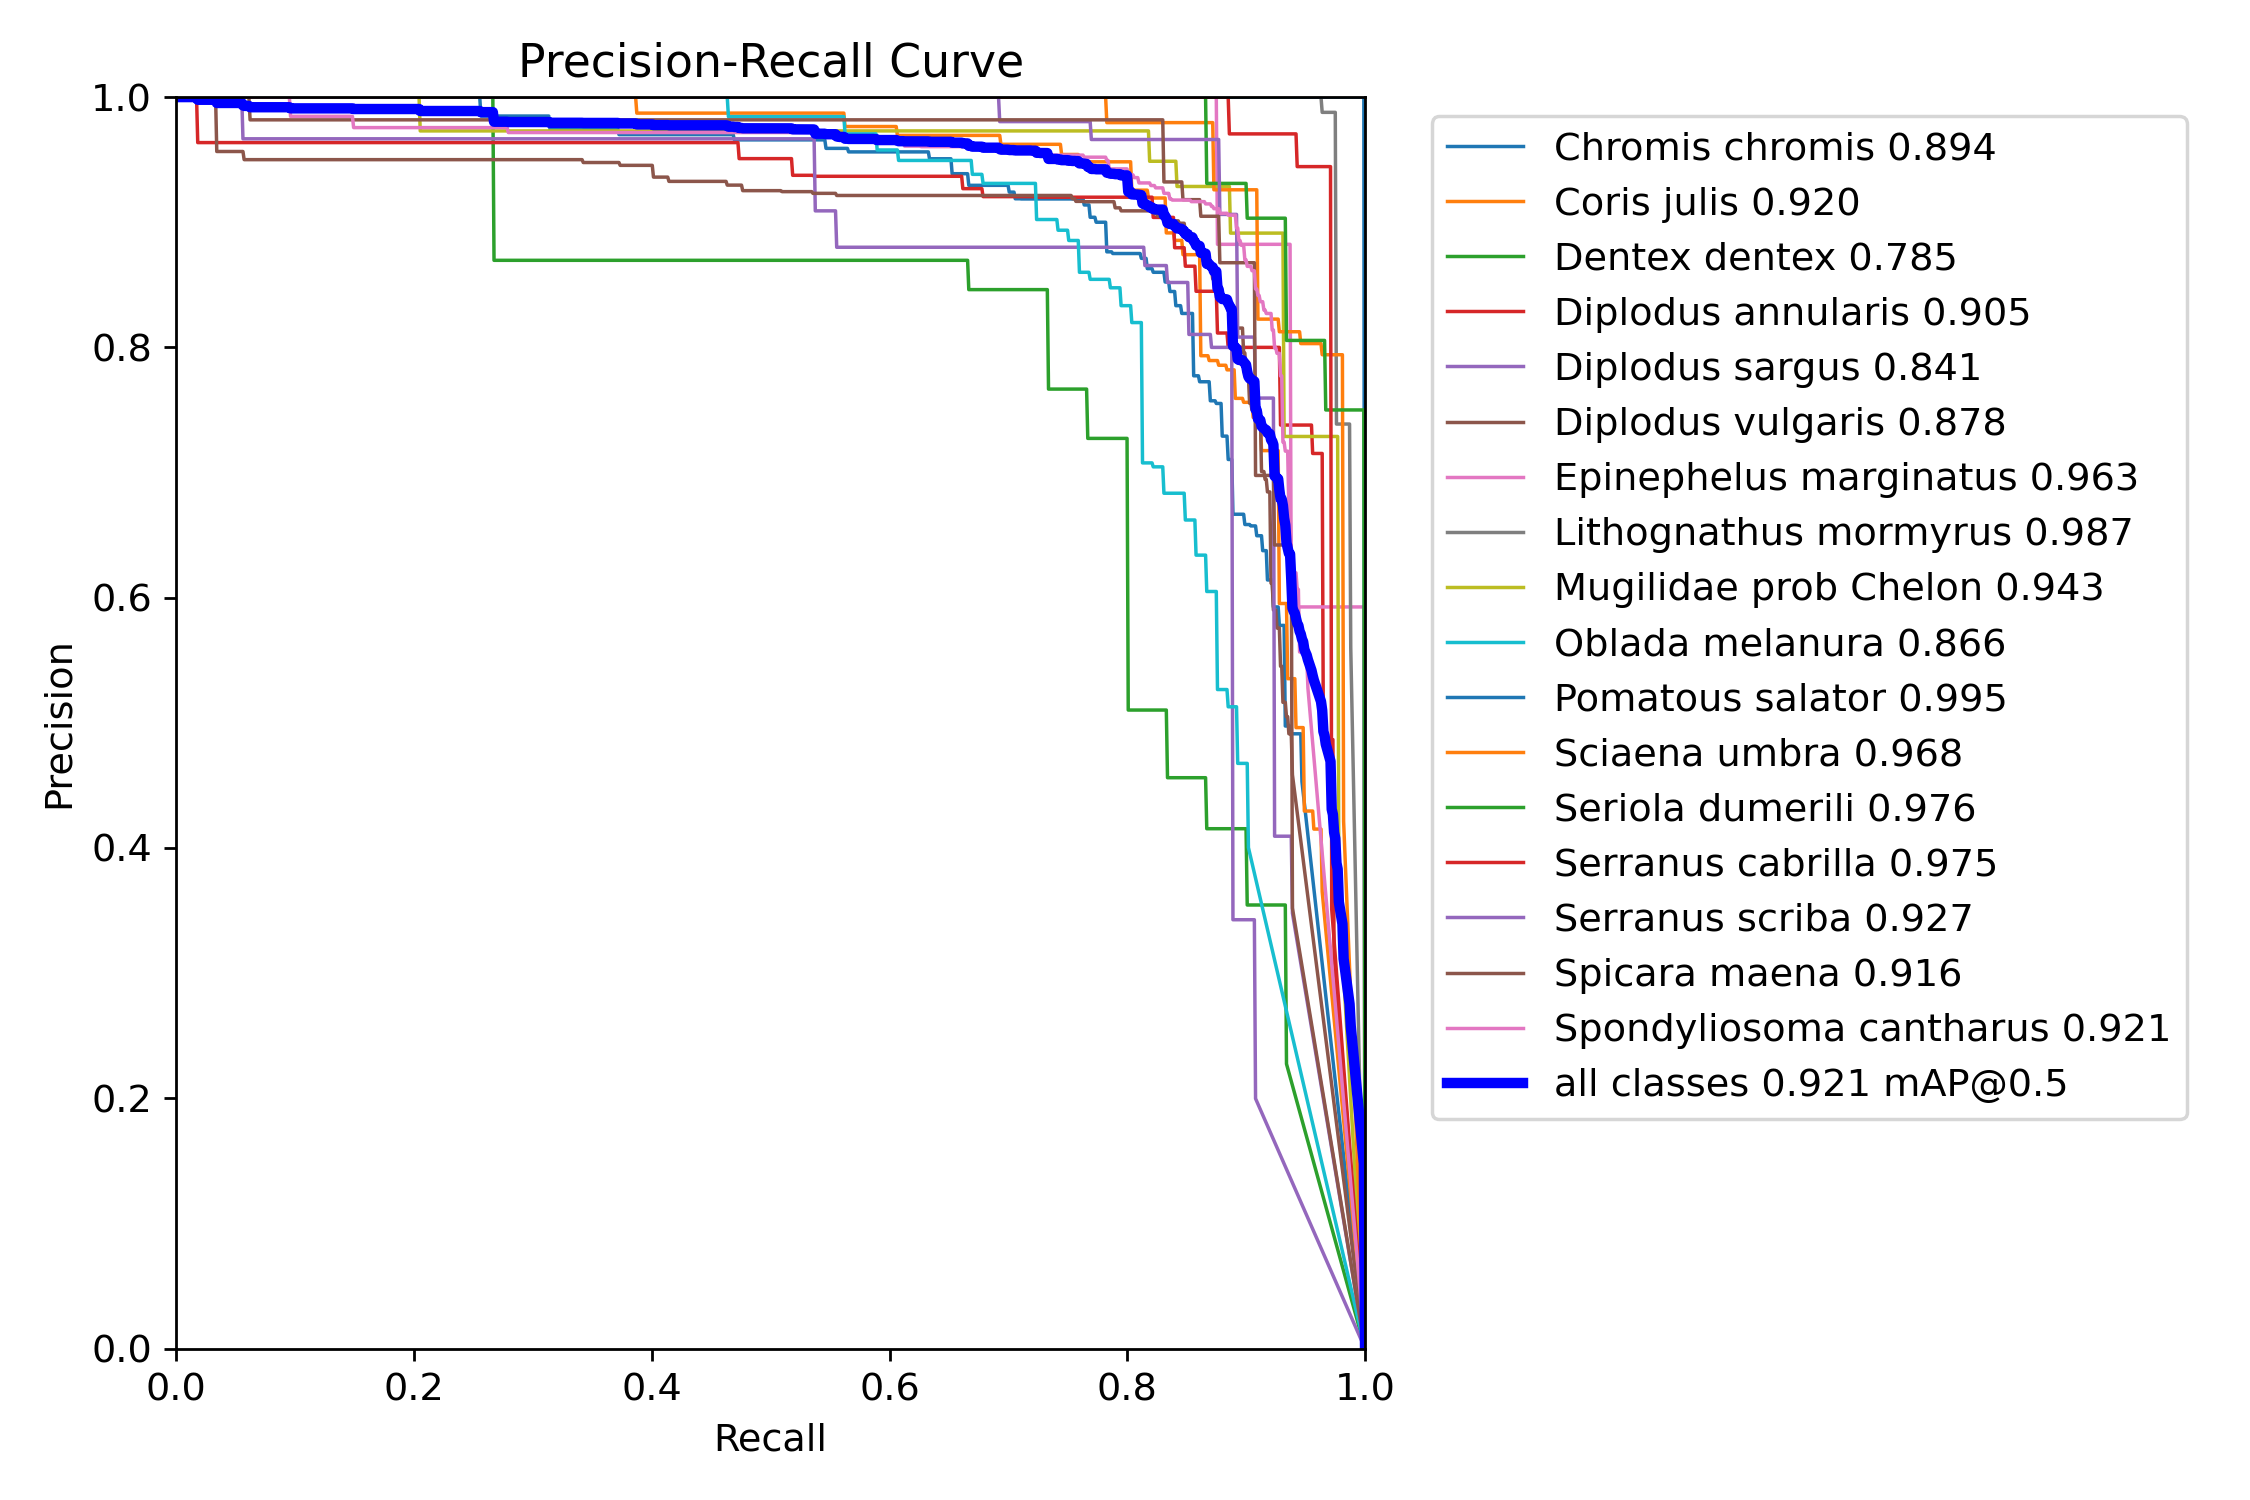 Precision-Recall Curve
1.0
0.8
0.6
0.4
0.2
0.0
Precision
0.0 0.2 0.4 0.6 0.8 1.0
Recall
Chromis chromis 0.894
Coris julis 0.920
Dentex dentex 0.785
Diplodus annularis 0.905
Diplodus sargus 0.841
Diplodus vulgaris 0.878
Epinephelus marginatus 0.963
Lithognathus mormyrus 0.987
Mugilidae prob Chelon 0.943
Oblada melanura 0.866
Pomatous salator 0.995
Sciaena umbra 0.968
Seriola dumerili 0.976
Serranus cabrilla 0.975
Serranus scriba 0.927
Spicara maena 0.916
Spondyliosoma cantharus 0.921
all classes 0.921 mAP@0.5